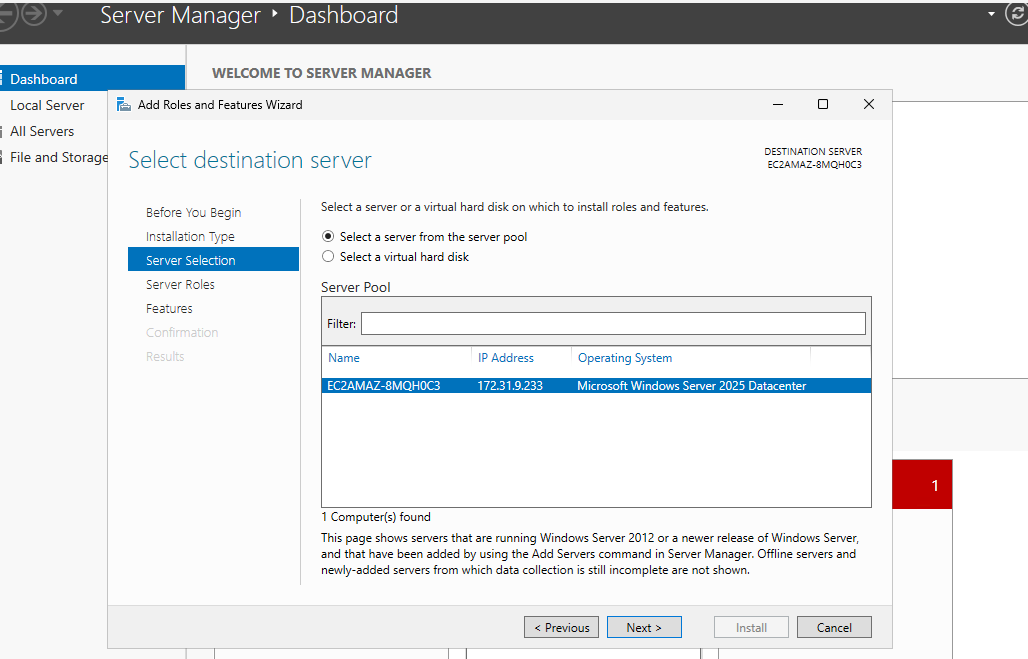 Server Manager ‣ Dashboard
Dashboard
Local Server
All Servers
File and Storage
WELCOME TO SERVER MANAGER
Add Roles and Features Wizard
Select destination server
DESTINATION SERVER
EC2AMAZ-8MQH0C3
Before You Begin
Installation Type
Server Selection
Server Roles
Features
Confirmation
Results
Select a server or a virtual hard disk on which to install roles and features.
Select a server from the server pool
Select a virtual hard disk
Server Pool
Filter:
Name IP Address Operating System
EC2AMAZ-8MQH0C3 172.31.9.233 Microsoft Windows Server 2025 Datacenter
1 Computer(s) found
This page shows servers that are running Windows Server 2012 or a newer release of Windows Server,
and that have been added by using the Add Servers command in Server Manager. Offline servers and
newly-added servers from which data collection is still incomplete are not shown.
< Previous Next > Install Cancel
1